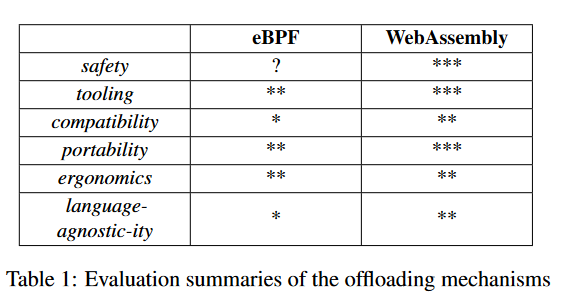 eBPF WebAssembly
safety ? ***
tooling ** ***
compatibility * **
portability ** ***
ergonomics ** **
language-
agnostic-ity * **
Table 1: Evaluation summaries of the offloading mechanisms